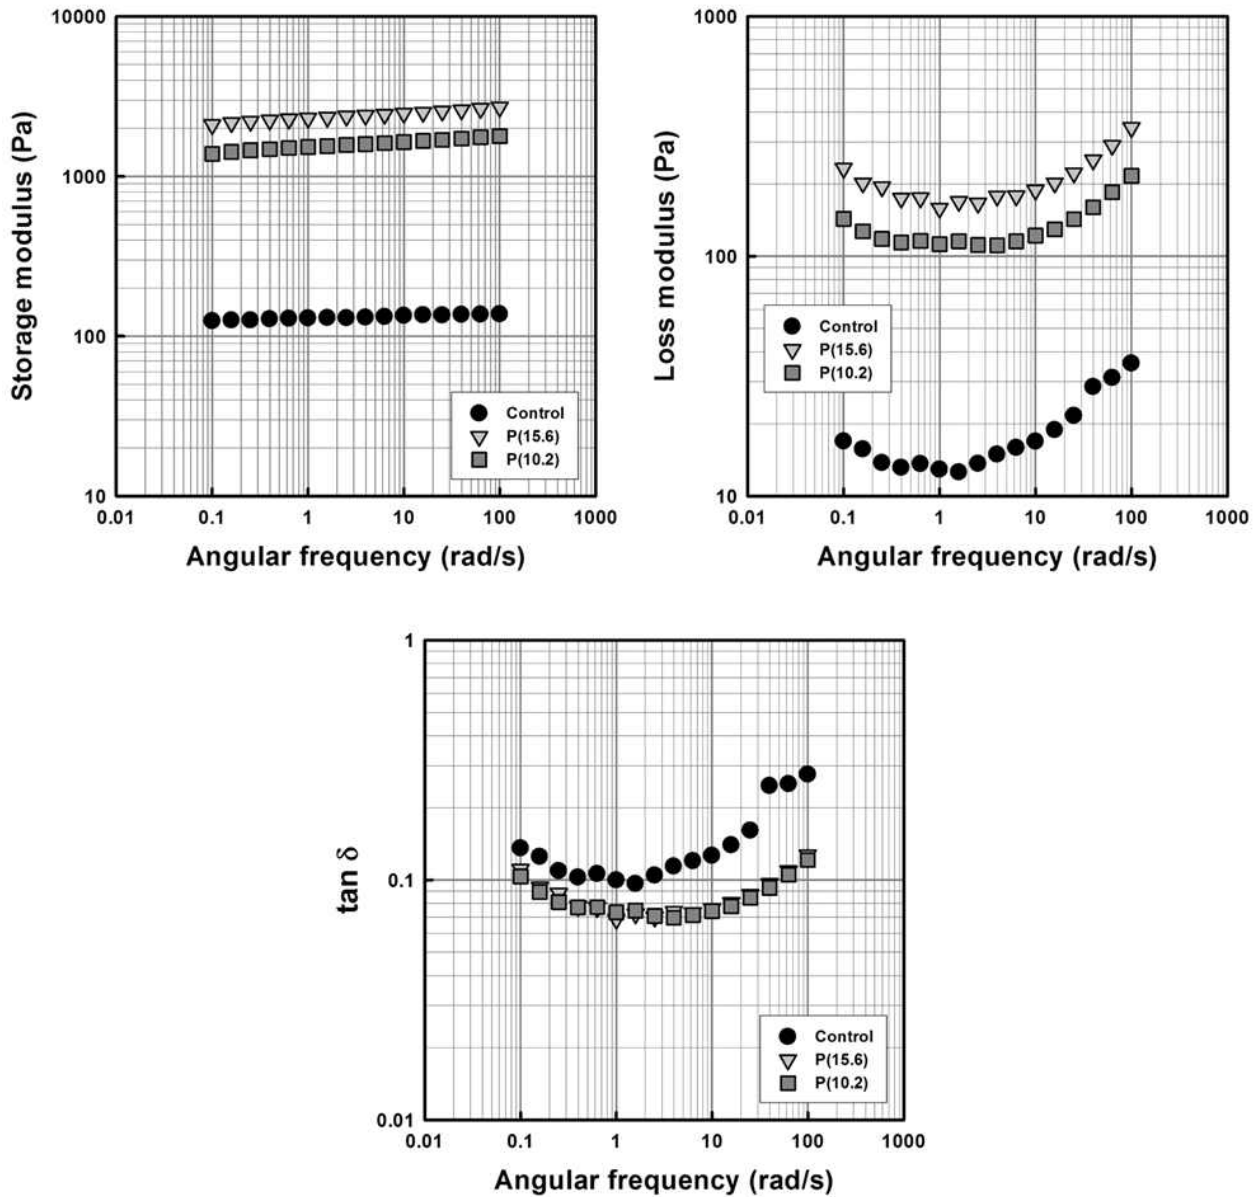 10000
1000
100
10
Storage modulus (Pa)
Control
P(15.6)
P(10.2)
0.01 0.1 1 10 100 1000
Angular frequency (rad/s)
1000
100
10
Loss modulus (Pa)
Control
P(15.6)
P(10.2)
0.01 0.1 1 10 100 1000
Angular frequency (rad/s)
1
0.1
0.01
tan δ
Control
P(15.6)
P(10.2)
0.01 0.1 1 10 100 1000
Angular frequency (rad/s)